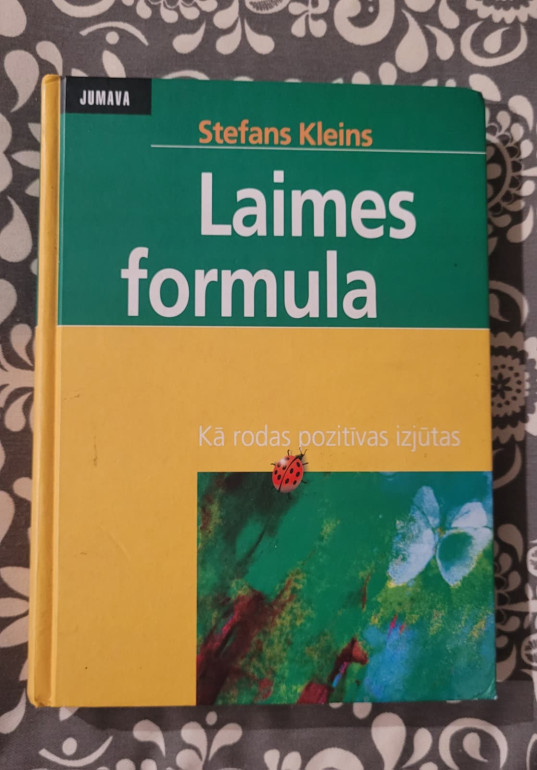 JUMAVA
Stefans Kleins
Laimes
formula
Kā rodas pozitīvas izjūtas